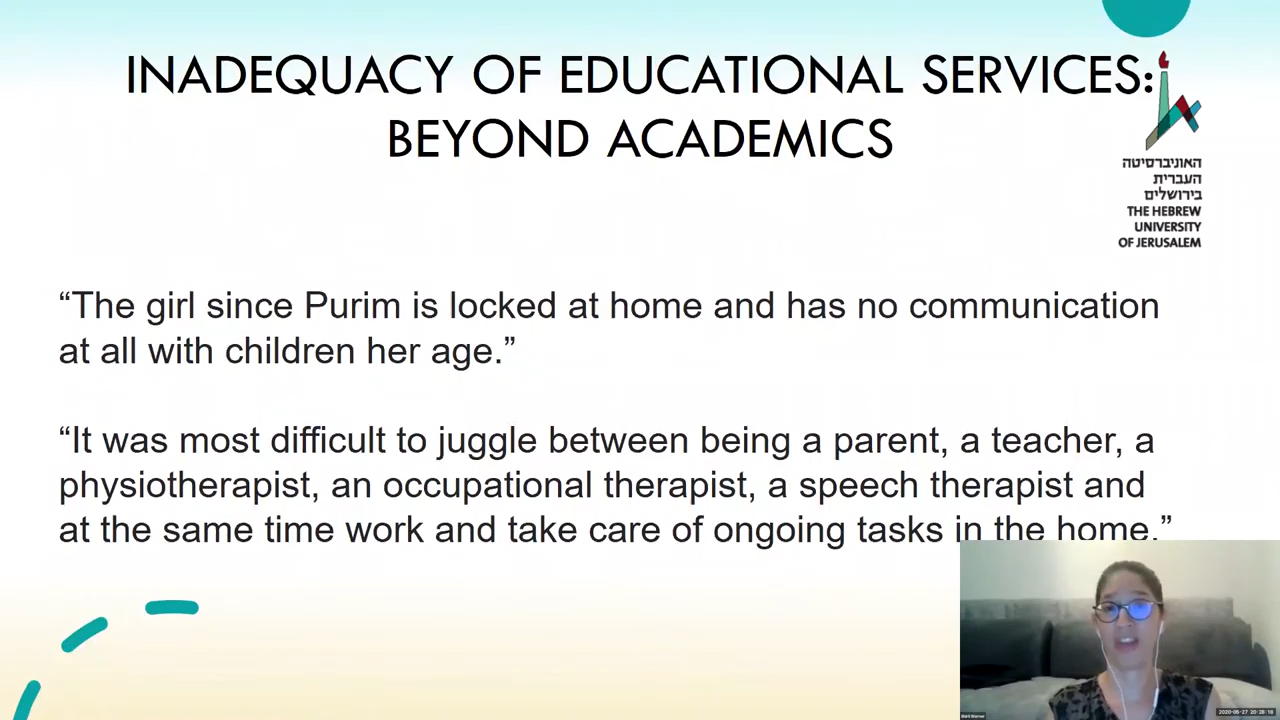 INADEQUACY OF EDUCATIONAL SERVICES:
BEYOND ACADEMICS
האוניברסיטה
העברית
בירושלים
THE HEBREW
UNIVERSITY
OF JERUSALEM
“The girl since Purim is locked at home and has no communication
at all with children her age.”
“It was most difficult to juggle between being a parent, a teacher, a
physiotherapist, an occupational therapist, a speech therapist and
at the same time work and take care of ongoing tasks in the home.”